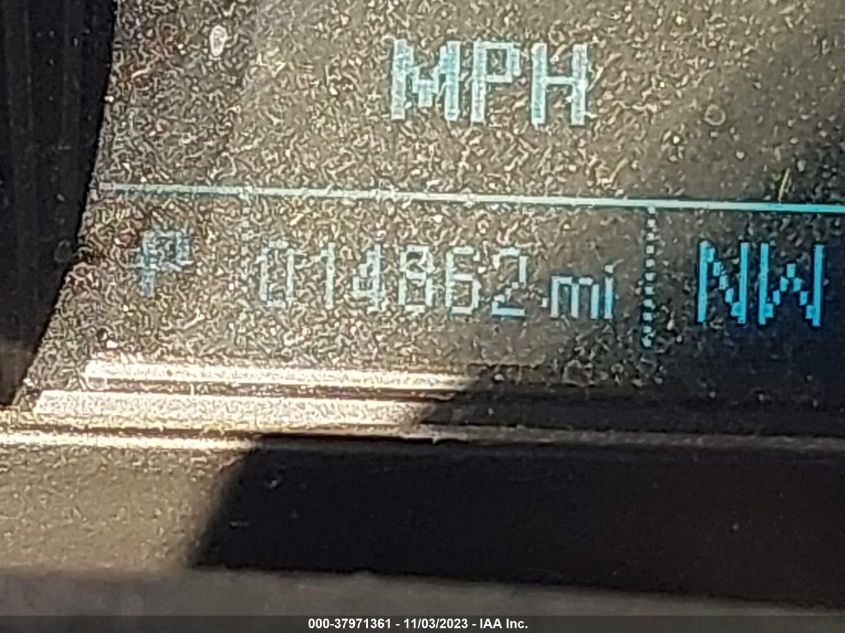 MPH
P 014862 mi NW
000-37971361 - 11/03/2023 - IAA Inc.